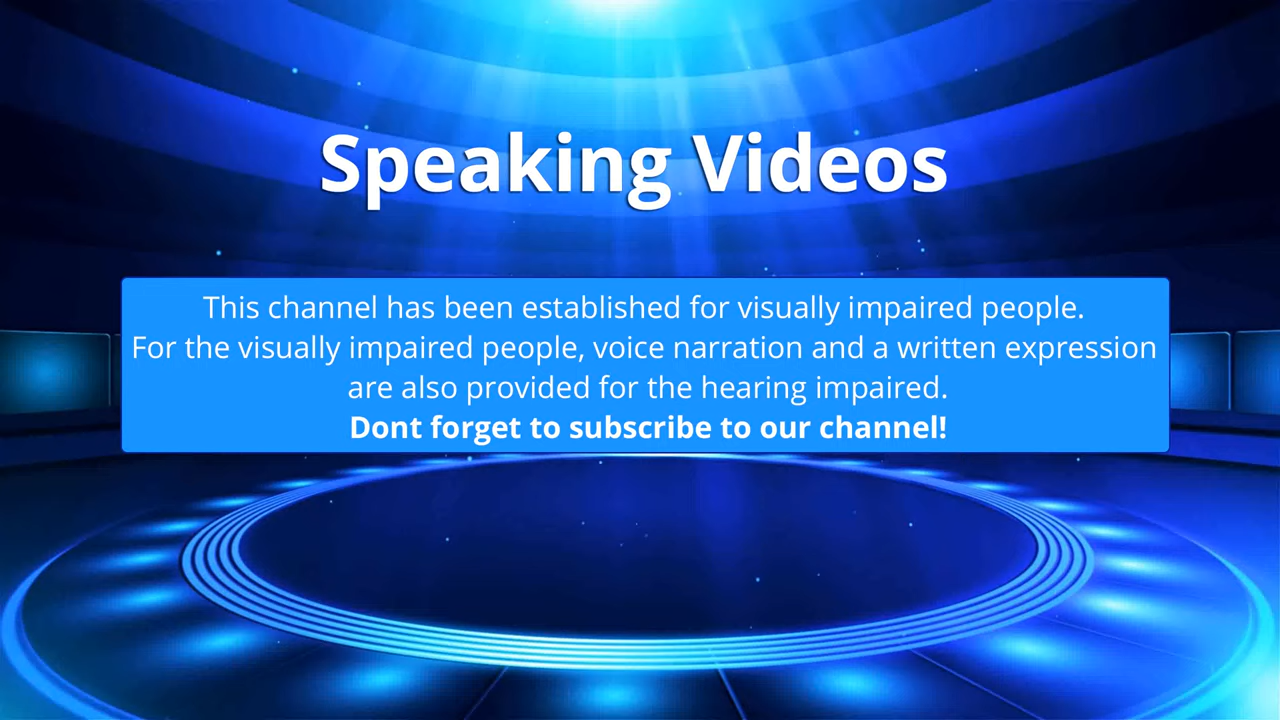 Speaking Videos
This channel has been established for visually impaired people.
For the visually impaired people, voice narration and a written expression
are also provided for the hearing impaired.
Dont forget to subscribe to our channel!